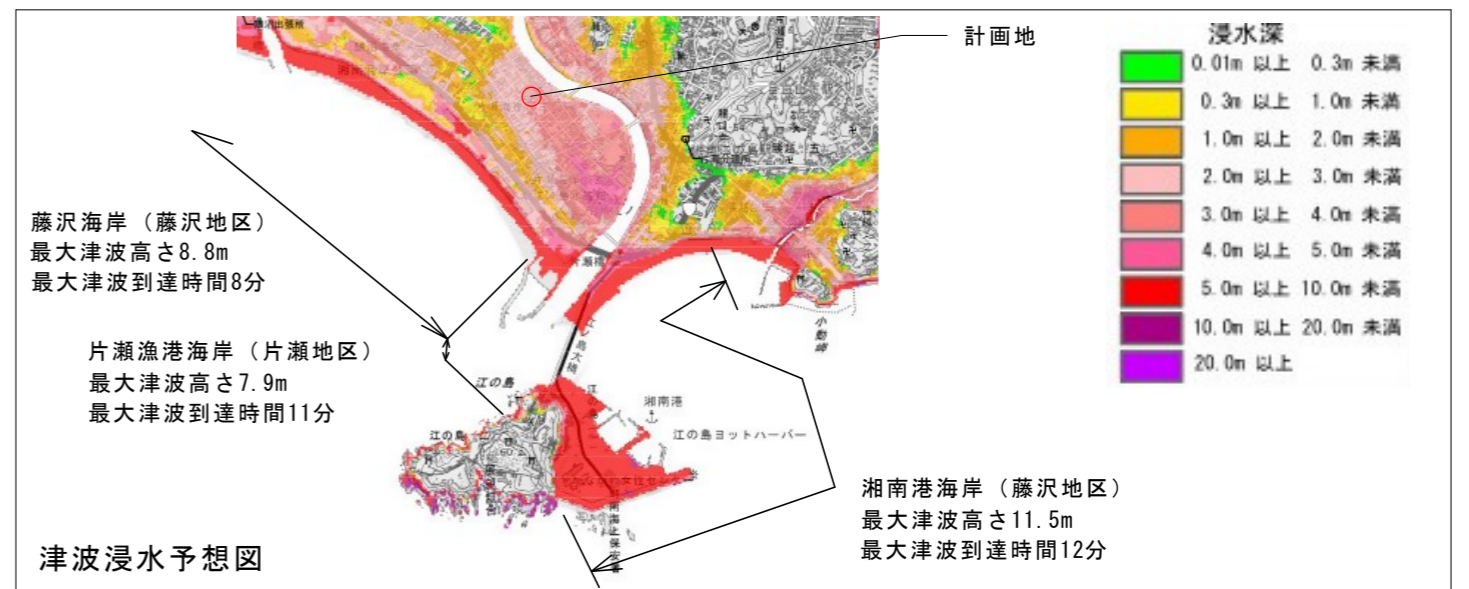 計画地
浸水深
0.01m 以上 0.3m 未満
0.3m 以上 1.0m 未満
1.0m 以上 2.0m 未満
2.0m 以上 3.0m 未満
3.0m 以上 4.0m 未満
4.0m 以上 5.0m 未満
5.0m 以上 10.0m 未満
10.0m 以上 20.0m 未満
20.0m 以上
藤沢海岸（藤沢地区）
最大津波高さ8.8m
最大津波到達時間8分
片瀬漁港海岸（片瀬地区）
最大津波高さ7.9m
最大津波到達時間11分
小動岬
江ノ島大橋
江の島
湘南港
江の島
江の島ヨットハーバー
湘南港海岸（藤沢地区）
最大津波高さ11.5m
最大津波到達時間12分
津波浸水予想図